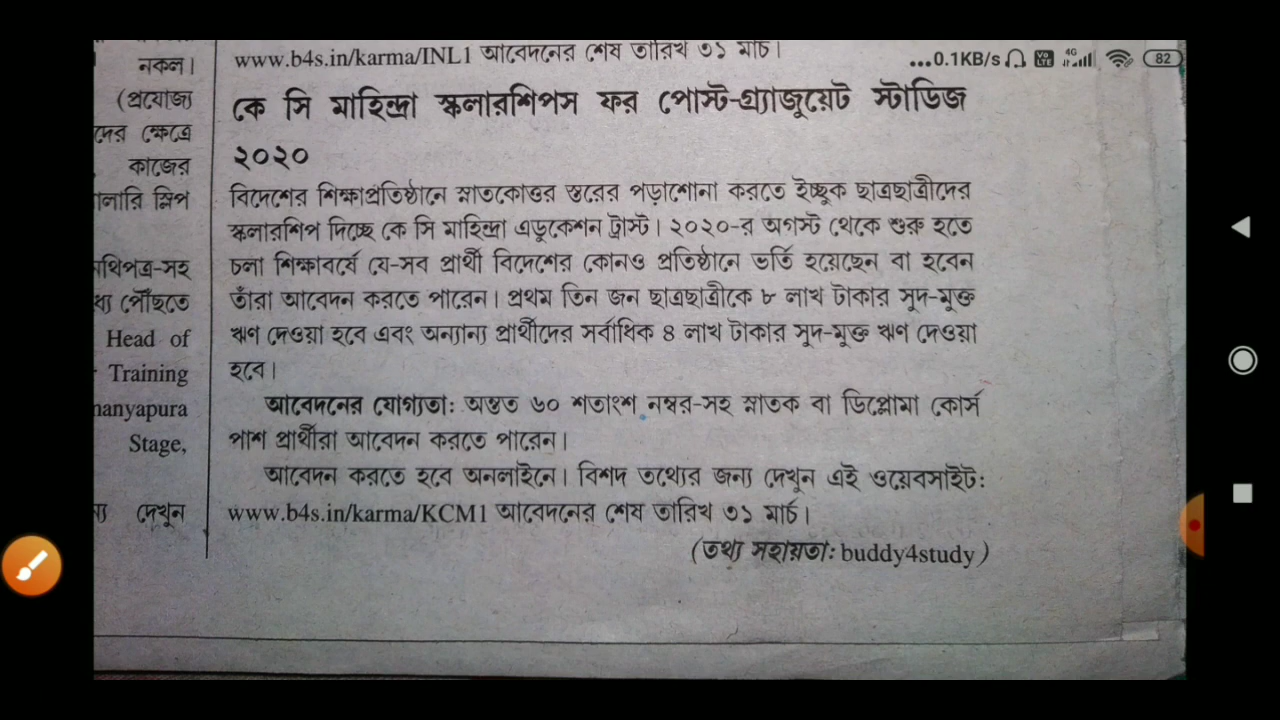 www.b4s.in/karma/INL1 আবেদনের শেষ তারিখ ৩১ মার্চ।
...0.1KB/s
4G
82
নকল।
(প্রযোজ্য
দের ক্ষেত্রে
কাজের
লারি স্লিপ
থিপত্র-সহ
পৌঁছতে
Head of
Training
hanyapura
Stage,
দেখুন
কে সি মাহিন্দ্রা স্কলারশিপস ফর পোস্ট-গ্র্যাজুয়েট স্টাডিজ
২০২০
বিদেশের শিক্ষাপ্রতিষ্ঠানে স্নাতকোত্তর স্তরের পড়াশোনা করতে ইচ্ছুক ছাত্রছাত্রীদের
স্কলারশিপ দিচ্ছে কে সি মাহিন্দ্রা এডুকেশন ট্রাস্ট। ২০২০-র অগস্ট থেকে শুরু হতে
চলা শিক্ষাবর্ষে যে-সব প্রার্থী বিদেশের কোনও প্রতিষ্ঠানে ভর্তি হয়েছেন বা হবেন
তাঁরা আবেদন করতে পারেন। প্রথম তিন জন ছাত্রছাত্রীকে ৮ লাখ টাকার সুদ-মুক্ত
ঋণ দেওয়া হবে এবং অন্যান্য প্রার্থীদের সর্বাধিক ৪ লাখ টাকার সুদ-মুক্ত ঋণ দেওয়া
হবে।
আবেদনের যোগ্যতা: অন্তত ৬০ শতাংশ নম্বর-সহ স্নাতক বা ডিপ্লোমা কোর্স
পাশ প্রার্থীরা আবেদন করতে পারেন।
আবেদন করতে হবে অনলাইনে। বিশদ তথ্যের জন্য দেখুন এই ওয়েবসাইট:
www.b4s.in/karma/KCM1 আবেদনের শেষ তারিখ ৩১ মার্চ।
(তথ্য সহায়তা: buddy4study)